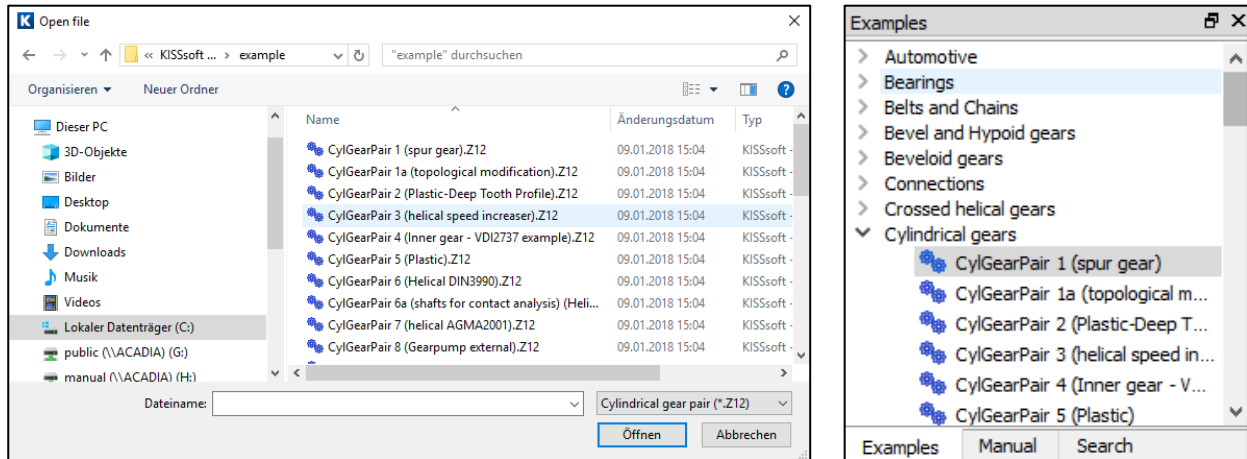 Open file
« KISSsoft ... > example
"example" durchsuchen
Organisieren
Neuer Ordner
Dieser PC
3D-Objekte
Bilder
Desktop
Dokumente
Downloads
Musik
Videos
Lokaler Datenträger (C:)
public (\\ACADIA) (G:)
manual (\\ACADIA) (H:)
Name Änderungsdatum Typ
CylGearPair 1 (spur gear).Z12 09.01.2018 15:04 KISSsoft -
CylGearPair 1a (topological modification).Z12 09.01.2018 15:04 KISSsoft -
CylGearPair 2 (Plastic-Deep Tooth Profile).Z12 09.01.2018 15:04 KISSsoft -
CylGearPair 3 (helical speed increaser).Z12 09.01.2018 15:04 KISSsoft -
CylGearPair 4 (Inner gear - VDI2737 example).Z12 09.01.2018 15:04 KISSsoft -
CylGearPair 5 (Plastic).Z12 09.01.2018 15:04 KISSsoft -
CylGearPair 6 (Helical DIN3990).Z12 09.01.2018 15:04 KISSsoft -
CylGearPair 6a (shafts for contact analysis) (Heli... 09.01.2018 15:04 KISSsoft -
CylGearPair 7 (helical AGMA2001).Z12 09.01.2018 15:04 KISSsoft -
CylGearPair 8 (Gearpump external).Z12 09.01.2018 15:04 KISSsoft -
Dateiname:
Cylindrical gear pair (*.Z12)
Öffnen
Abbrechen
Examples
Automotive
Bearings
Belts and Chains
Bevel and Hypoid gears
Beveloid gears
Connections
Crossed helical gears
Cylindrical gears
CylGearPair 1 (spur gear)
CylGearPair 1a (topological m...
CylGearPair 2 (Plastic-Deep T...
CylGearPair 3 (helical speed in...
CylGearPair 4 (Inner gear - V...
CylGearPair 5 (Plastic)
Examples Manual Search